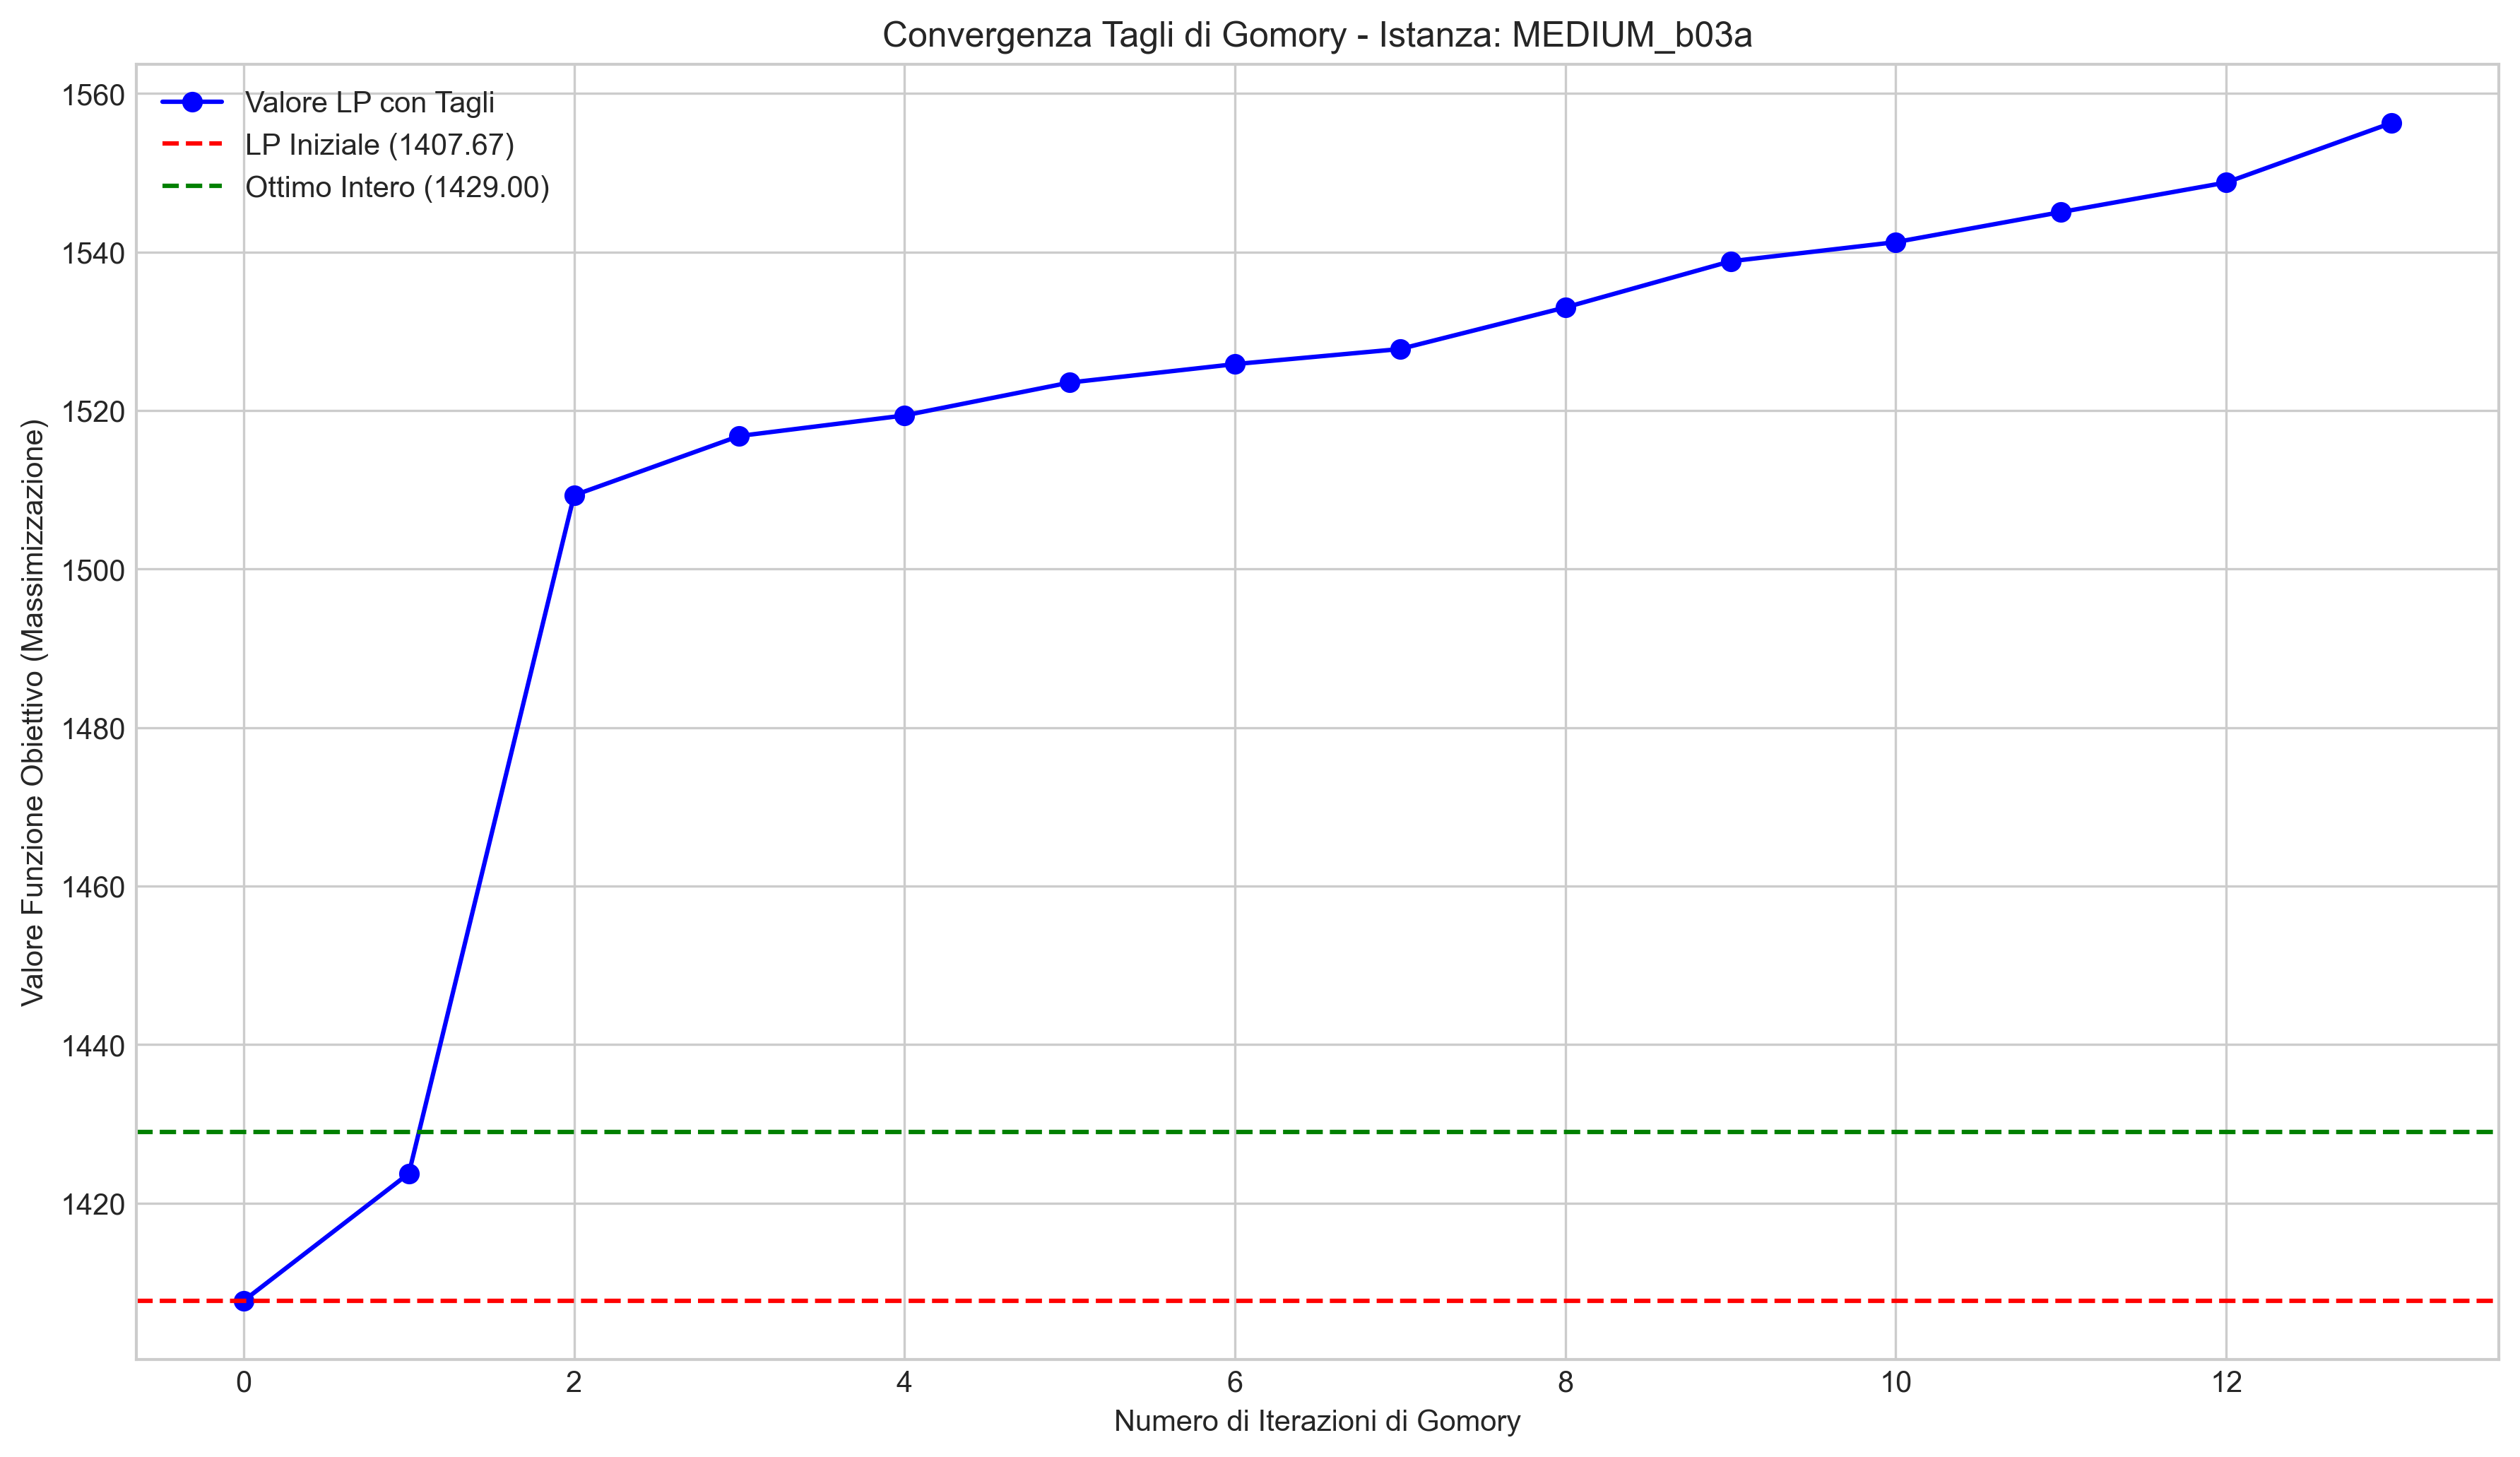 Convergenza Tagli di Gomory - Istanza: MEDIUM_b03a
Valore LP con Tagli
LP Iniziale (1407.67)
Ottimo Intero (1429.00)
Valore Funzione Obiettivo (Massimizzazione)
1560
1540
1520
1500
1480
1460
1440
1420
0 2 4 6 8 10 12
Numero di Iterazioni di Gomory